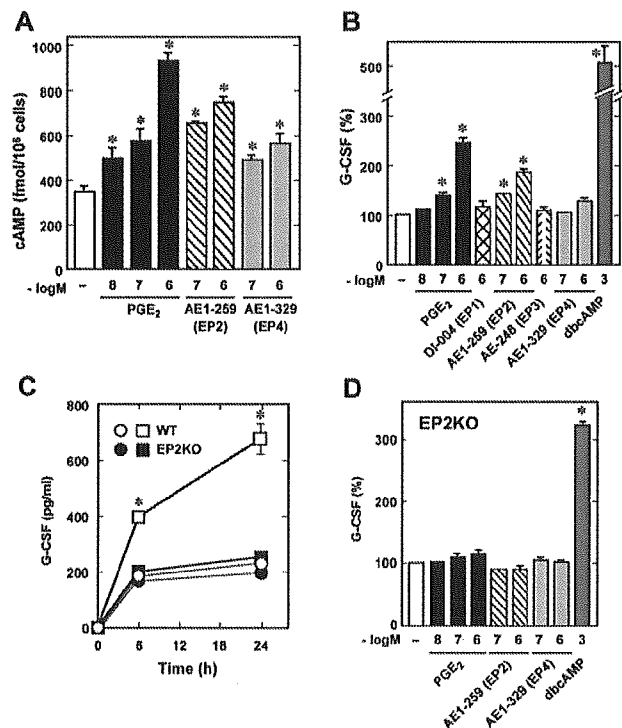 A
cAMP (fmol/10⁶ cells)
1000
800
600
400
200
0
* * * * * * *
– 8 7 6 7 6 7 6
- logM
PGE₂
AE1-259 (EP2)
AE1-329 (EP4)
B
G-CSF (%)
500
300
200
100
0
* * * * * *
– 8 7 6 6 7 6 6 7 6 3
- logM
PGE₂
DI-004 (EP1)
AE1-259 (EP2)
AE-248 (EP3)
AE1-329 (EP4)
dbcAMP
C
G-CSF (pg/ml)
800
600
400
200
0
WT
EP2KO
* *
0 6 12 18 24
Time (h)
D
EP2KO
G-CSF (%)
300
200
100
0
*
– 8 7 6 7 6 7 6 3
- logM
PGE₂
AE1-259 (EP2)
AE1-329 (EP4)
dbcAMP